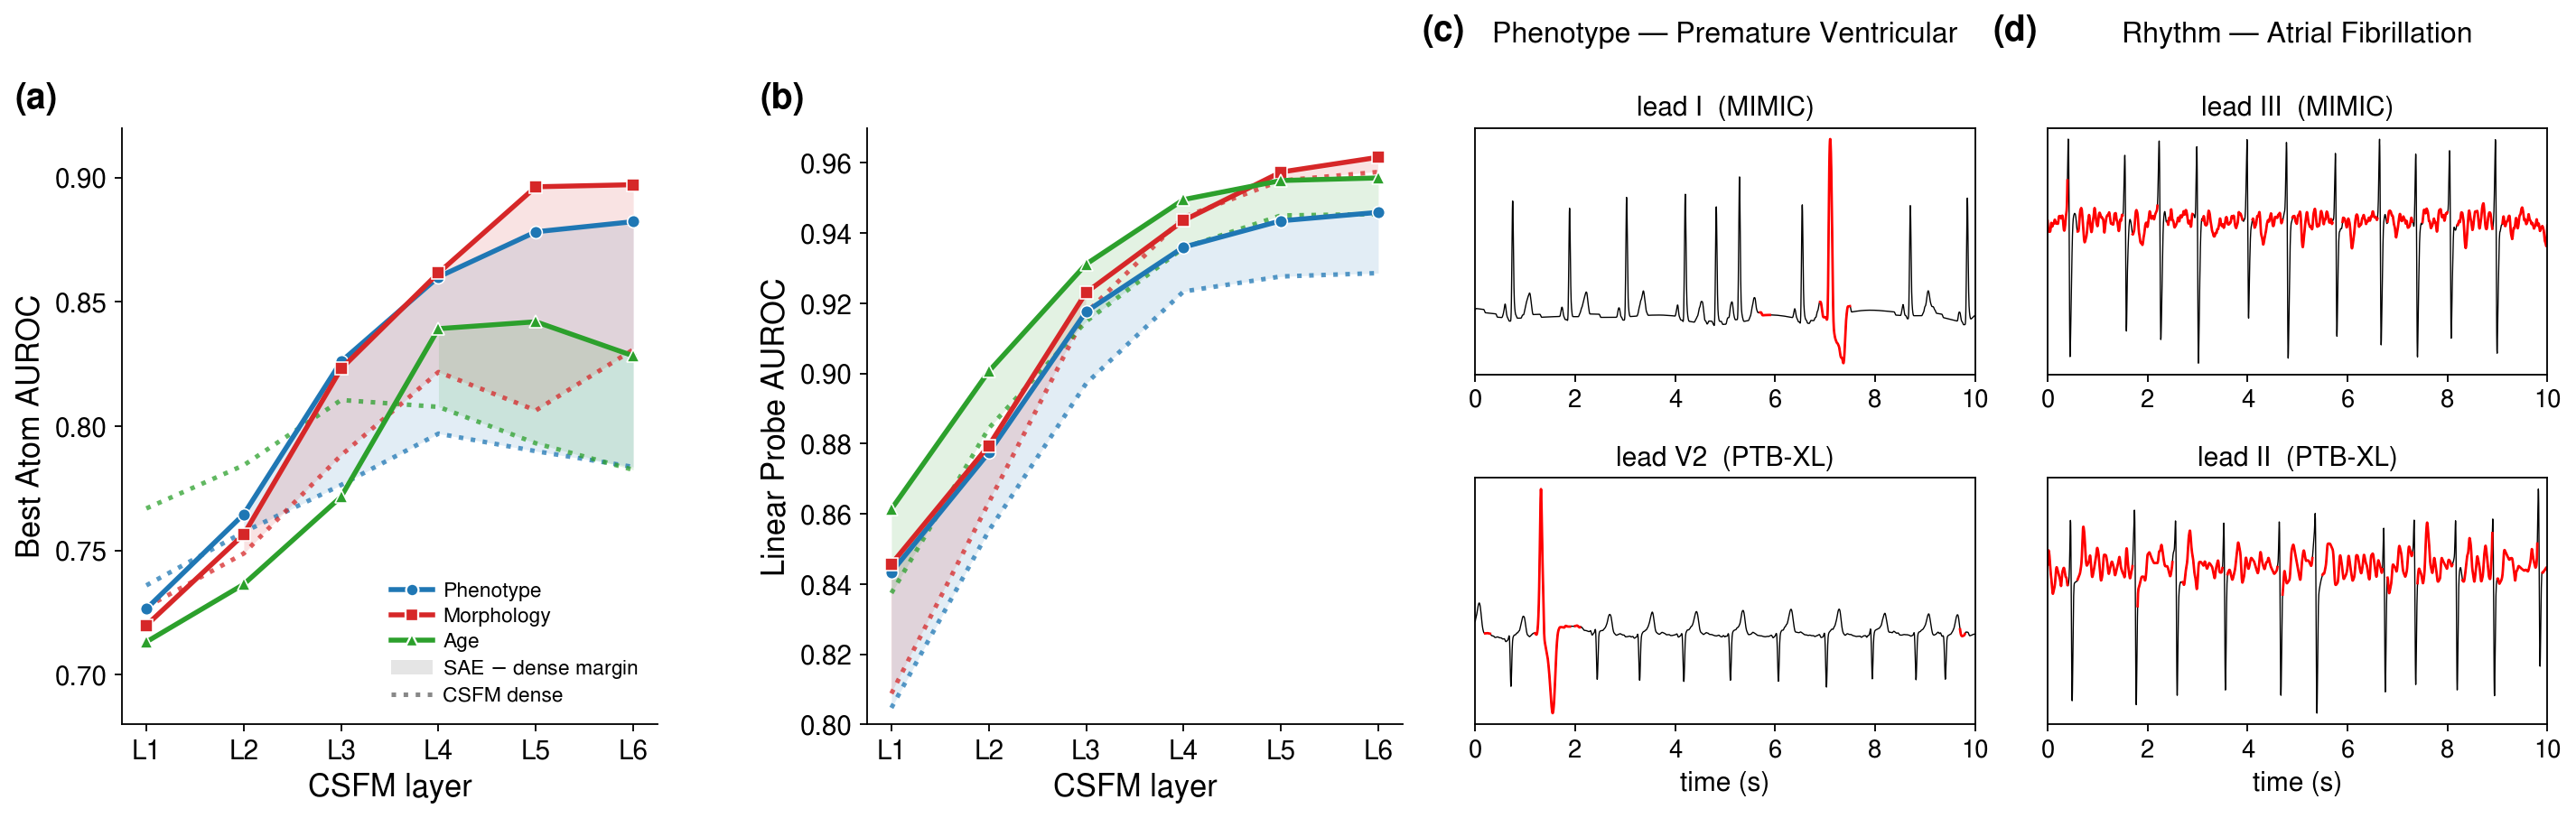 (a)
Best Atom AUROC
0.90
0.85
0.80
0.75
0.70
L1 L2 L3 L4 L5 L6
CSFM layer
Phenotype
Morphology
Age
SAE − dense margin
CSFM dense
(b)
Linear Probe AUROC
0.96
0.94
0.92
0.90
0.88
0.86
0.84
0.82
0.80
L1 L2 L3 L4 L5 L6
CSFM layer
(c) Phenotype — Premature Ventricular
lead I (MIMIC)
0 2 4 6 8 10
lead V2 (PTB-XL)
0 2 4 6 8 10
time (s)
(d) Rhythm — Atrial Fibrillation
lead III (MIMIC)
0 2 4 6 8 10
lead II (PTB-XL)
0 2 4 6 8 10
time (s)